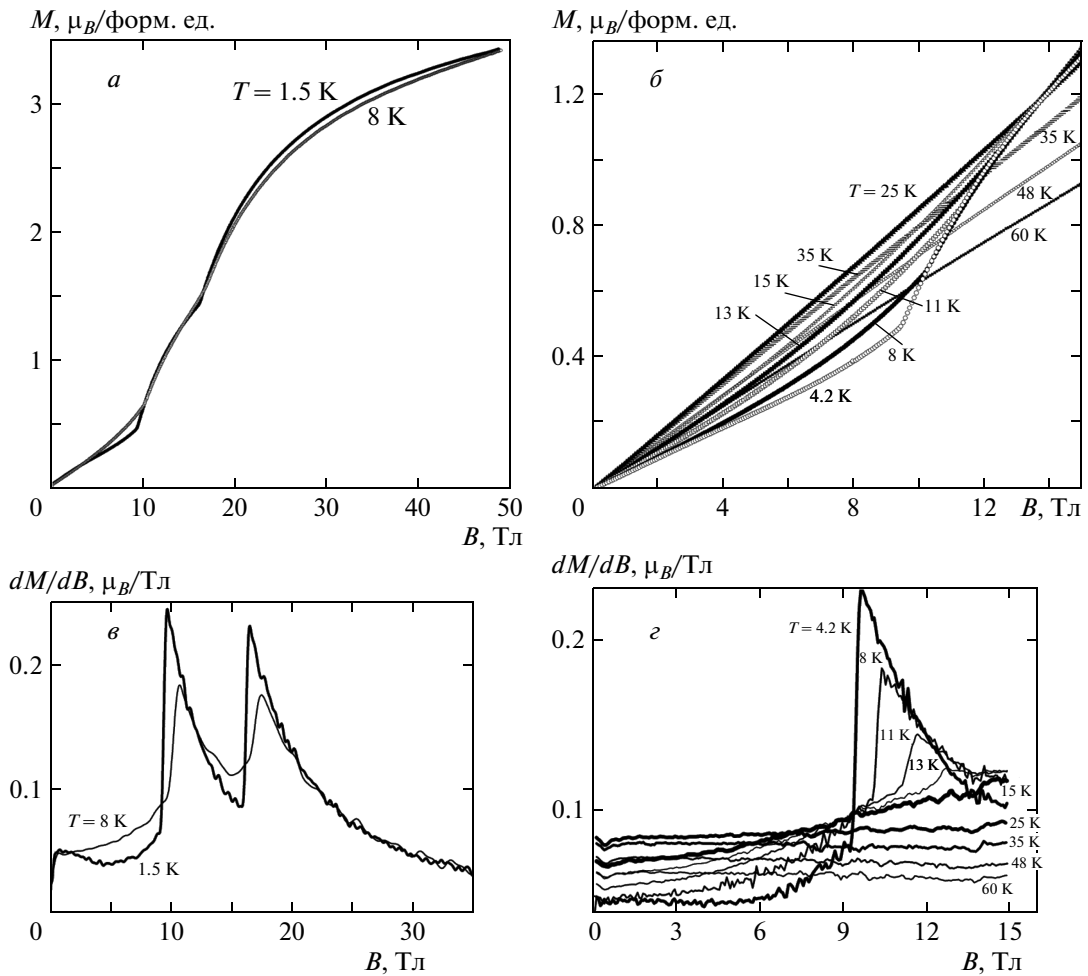 M, μB/форм. ед.
а
T = 1.5 K
8 K
3
2
1
0
10
20
30
40
50
B, Тл
M, μB/форм. ед.
б
1.2
0.8
0.4
35 K
T = 25 K
48 K
60 K
35 K
15 K
13 K
11 K
8 K
4.2 K
0
4
8
12
B, Тл
dM/dB, μB/Тл
в
0.2
0.1
T = 8 K
1.5 K
0
10
20
30
B, Тл
dM/dB, μB/Тл
г
T = 4.2 K
0.2
8 K
11 K
13 K
0.1
15 K
25 K
35 K
48 K
60 K
0
3
6
9
12
15
B, Тл